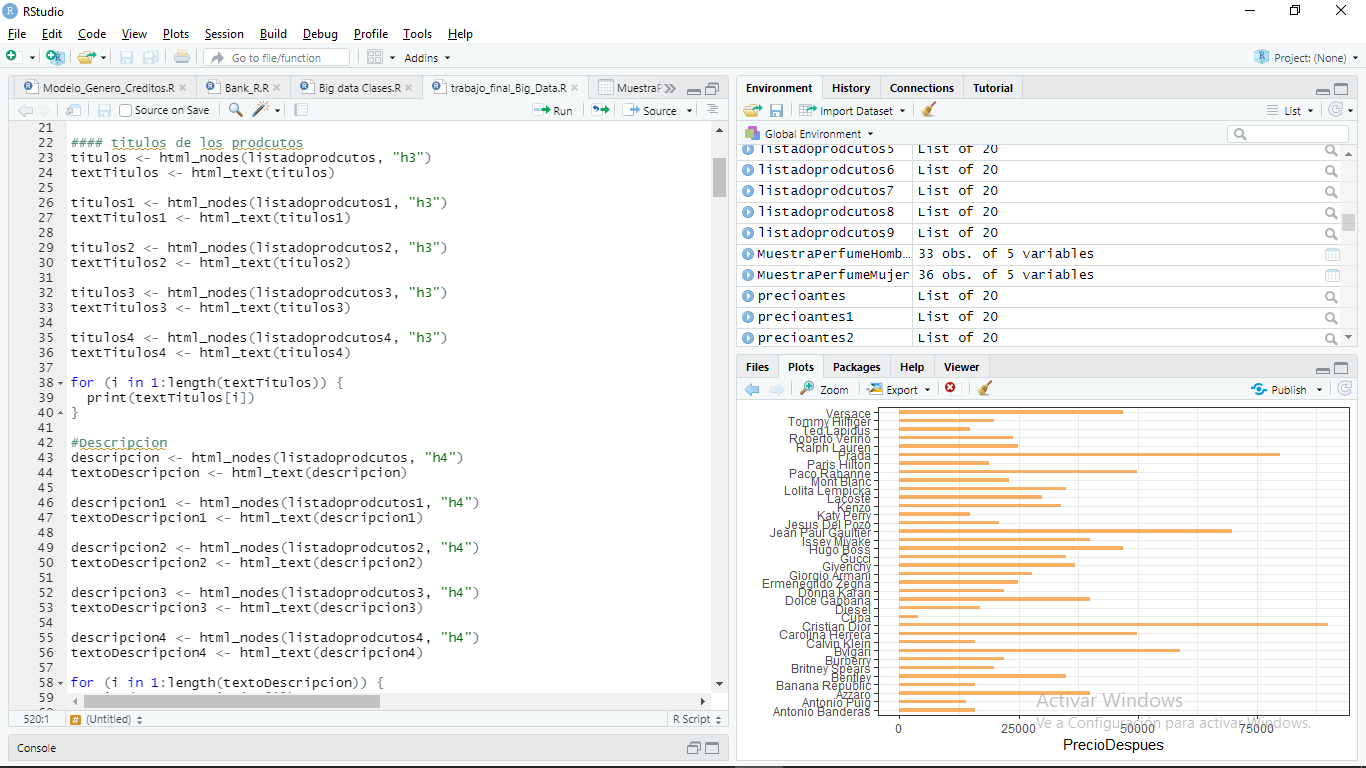 RStudio
File Edit Code View Plots Session Build Debug Profile Tools Help
Go to file/function Addins Project: (None)
Modelo_Genero_Creditos.R Bank_R.R Big data Clases.R trabajo_final_Big_Data.R MuestraP
Source on Save Run Source
21
22 #### titulos de los prodcutos
23 titulos <- html_nodes(listadoprodcutos, "h3")
24 textTitulos <- html_text(titulos)
25
26 titulos1 <- html_nodes(listadoprodcutos1, "h3")
27 textTitulos1 <- html_text(titulos1)
28
29 titulos2 <- html_nodes(listadoprodcutos2, "h3")
30 textTitulos2 <- html_text(titulos2)
31
32 titulos3 <- html_nodes(listadoprodcutos3, "h3")
33 textTitulos3 <- html_text(titulos3)
34
35 titulos4 <- html_nodes(listadoprodcutos4, "h3")
36 textTitulos4 <- html_text(titulos4)
37
38 for (i in 1:length(textTitulos)) {
39 print(textTitulos[i])
40 }
41
42 #Descripcion
43 descripcion <- html_nodes(listadoprodcutos, "h4")
44 textoDescripcion <- html_text(descripcion)
45
46 descripcion1 <- html_nodes(listadoprodcutos1, "h4")
47 textoDescripcion1 <- html_text(descripcion1)
48
49 descripcion2 <- html_nodes(listadoprodcutos2, "h4")
50 textoDescripcion2 <- html_text(descripcion2)
51
52 descripcion3 <- html_nodes(listadoprodcutos3, "h4")
53 textoDescripcion3 <- html_text(descripcion3)
54
55 descripcion4 <- html_nodes(listadoprodcutos4, "h4")
56 textoDescripcion4 <- html_text(descripcion4)
57
58 for (i in 1:length(textoDescripcion)) {
59
520:1 # (Untitled) R Script
Console
Environment History Connections Tutorial
Import Dataset List
Global Environment
listadoprodcutos5 List of 20
listadoprodcutos6 List of 20
listadoprodcutos7 List of 20
listadoprodcutos8 List of 20
listadoprodcutos9 List of 20
MuestraPerfumeHomb… 33 obs. of 5 variables
MuestraPerfumeMujer 36 obs. of 5 variables
precioantes List of 20
precioantes1 List of 20
precioantes2 List of 20
Files Plots Packages Help Viewer
Zoom Export Publish
Versace
Tommy Hilfiger
Ted Lapidus
Roberto Verino
Ralph Lauren
Prada
Paris Hilton
Paco Rabanne
Mont Blanc
Lolita Lempicka
Lacoste
Kenzo
Katy Perry
Jesus Del Pozo
Jean Paul Gaultier
Issey Miyake
Hugo Boss
Gucci
Givenchy
Giorgio Armani
Ermenegildo Zegna
Donna Karan
Dolce Gabbana
Diesel
Cuba
Cristian Dior
Carolina Herrera
Calvin Klein
Bvlgari
Burberry
Britney Spears
Bentley
Banana Republic
Azzaro
Antonio Puig
Antonio Banderas
0 25000 50000 75000
PrecioDespues
Activar Windows
Ve a Configuración para activar Windows.